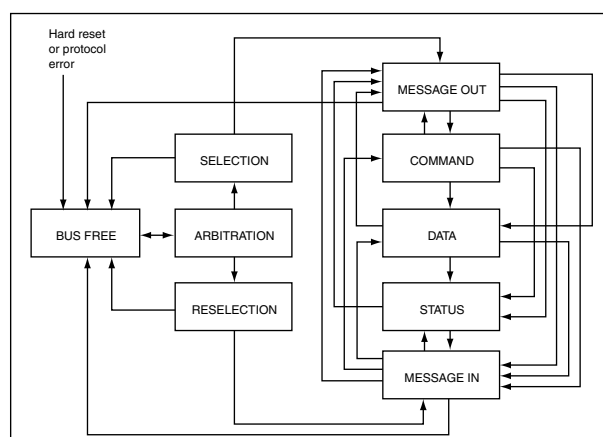 Hard reset
or protocol
error
MESSAGE OUT
SELECTION
COMMAND
BUS FREE
ARBITRATION
DATA
RESELECTION
STATUS
MESSAGE IN